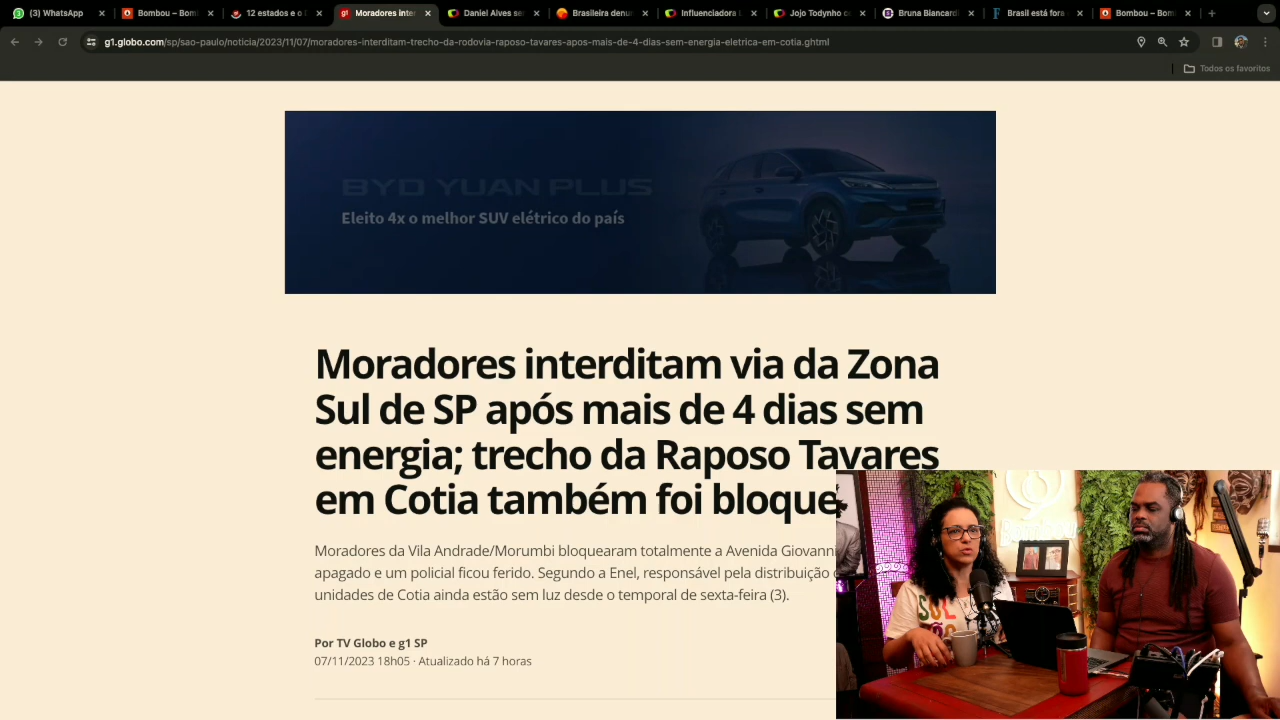 (3) WhatsApp
Bombou – Bom
12 estados e o
Moradores inter
Daniel Alves se
Brasileira denu
Influenciadora
Jojo Todynho c
Bruna Biancardi
Brasil está fora
Bombou – Bom
g1.globo.com/sp/sao-paulo/noticia/2023/11/07/moradores-interditam-trecho-da-rodovia-raposo-tavares-apos-mais-de-4-dias-sem-energia-eletrica-em-cotia.ghtml
Todos os favoritos
BYD YUAN PLUS
Eleito 4x o melhor SUV elétrico do país
Moradores interditam via da Zona
Sul de SP após mais de 4 dias sem
energia; trecho da Raposo Tavares
em Cotia também foi bloque
Moradores da Vila Andrade/Morumbi bloquearam totalmente a Avenida Giovann
apagado e um policial ficou ferido. Segundo a Enel, responsável pela distribuição
unidades de Cotia ainda estão sem luz desde o temporal de sexta-feira (3).
Por TV Globo e g1 SP
07/11/2023 18h05 · Atualizado há 7 horas